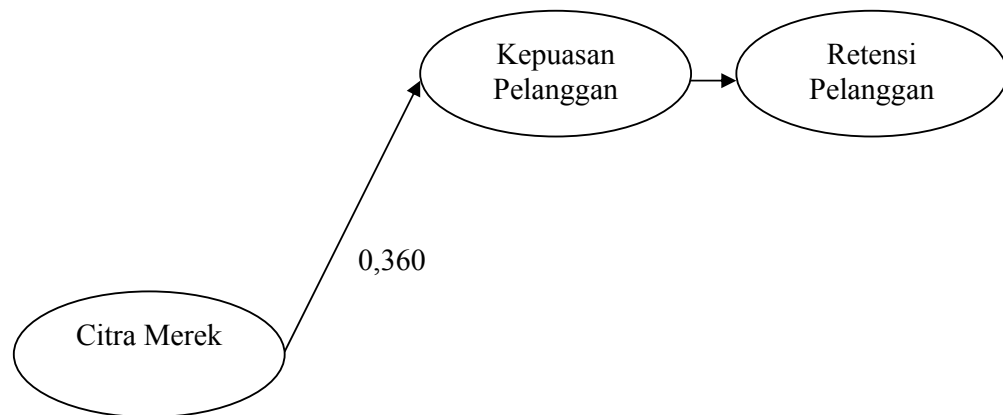 Kepuasan
Pelanggan
Retensi
Pelanggan
0,360
Citra Merek